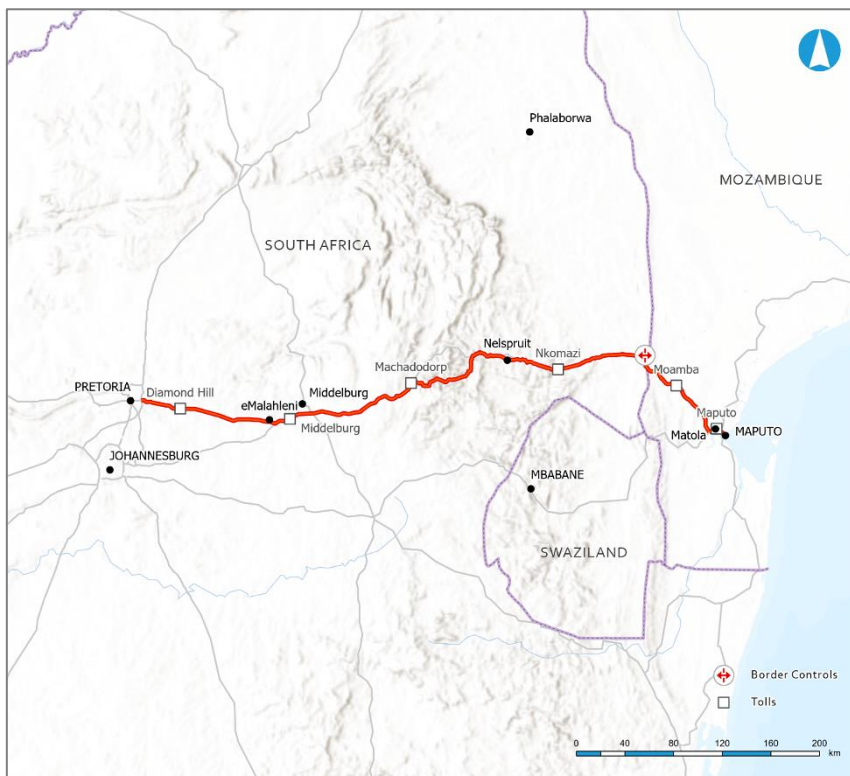 Phalaborwa
MOZAMBIQUE
SOUTH AFRICA
Nelspruit
Nkomazi
Machadodorp
Moamba
PRETORIA
Diamond Hill
Middelburg
eMalahleni
Middelburg
Maputo
Matola
MAPUTO
JOHANNESBURG
MBABANE
SWAZILAND
Border Controls
Tolls
0 40 80 120 160 200
km